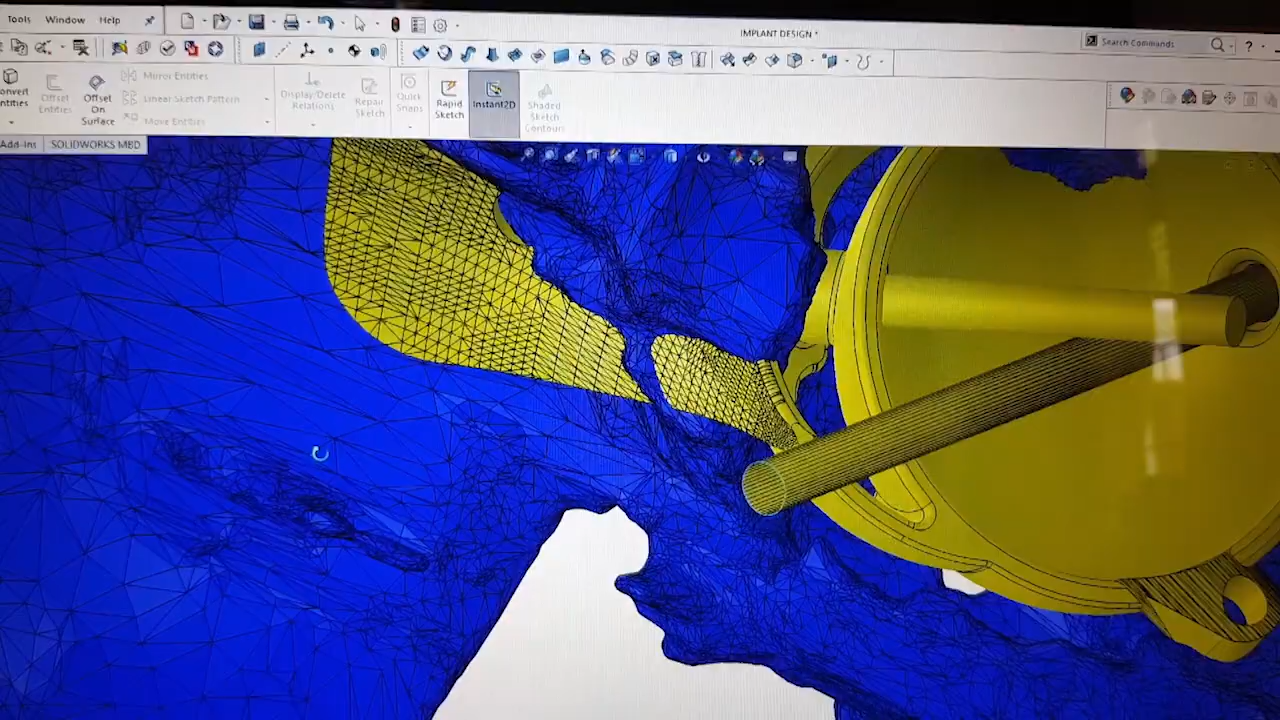 Tools Window Help
IMPLANT DESIGN *
Search Commands
?
Convert Entities
Offset Entities
Offset On Surface
Mirror Entities
Linear Sketch Pattern
Move Entities
Display/Delete Relations
Repair Sketch
Quick Snaps
Rapid Sketch
Instant2D
Shaded Sketch Contours
Add-Ins
SOLIDWORKS MBD